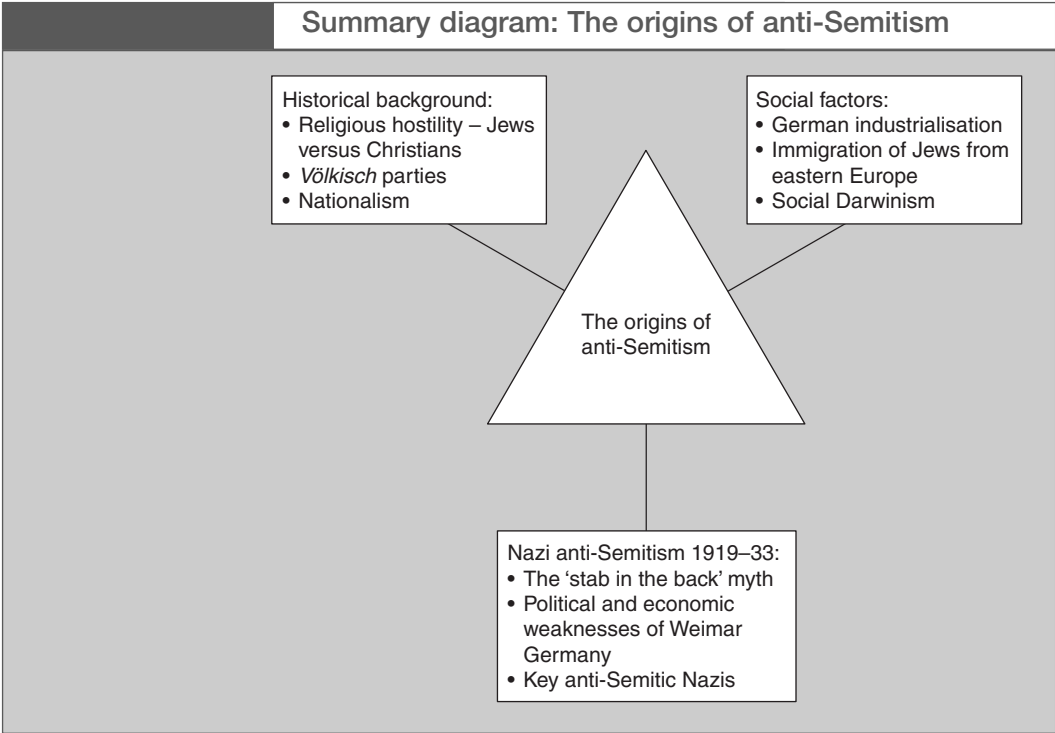 Summary diagram: The origins of anti-Semitism
Historical background:
• Religious hostility – Jews
versus Christians
• Völkisch parties
• Nationalism
Social factors:
• German industrialisation
• Immigration of Jews from
eastern Europe
• Social Darwinism
The origins of
anti-Semitism
Nazi anti-Semitism 1919–33:
• The ‘stab in the back’ myth
• Political and economic
weaknesses of Weimar
Germany
• Key anti-Semitic Nazis